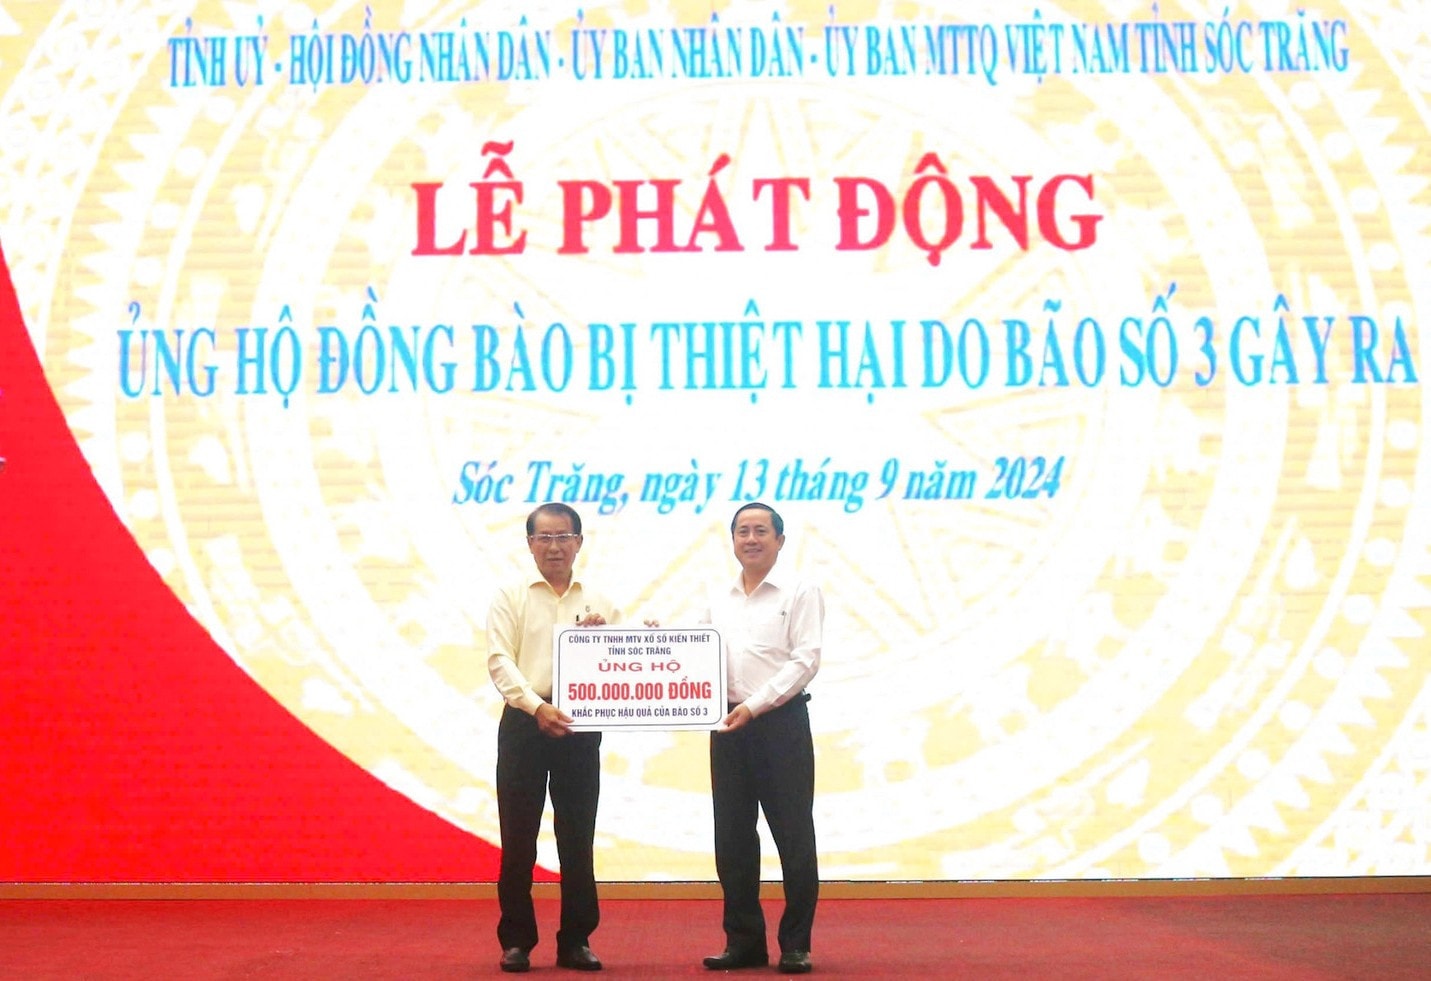 TỈNH UỶ - HỘI ĐỒNG NHÂN DÂN - ỦY BAN NHÂN DÂN - ỦY BAN MTTQ VIỆT NAM TỈNH SÓC TRĂNG
LỄ PHÁT ĐỘNG
ỦNG HỘ ĐỒNG BÀO BỊ THIỆT HẠI DO BÃO SỐ 3 GÂY RA
Sóc Trăng, ngày 13 tháng 9 năm 2024
CÔNG TY TNHH MTV XỔ SỐ KIẾN THIẾT
TỈNH SÓC TRĂNG
ỦNG HỘ
500.000.000 ĐỒNG
KHẮC PHỤC HẬU QUẢ CỦA BÃO SỐ 3